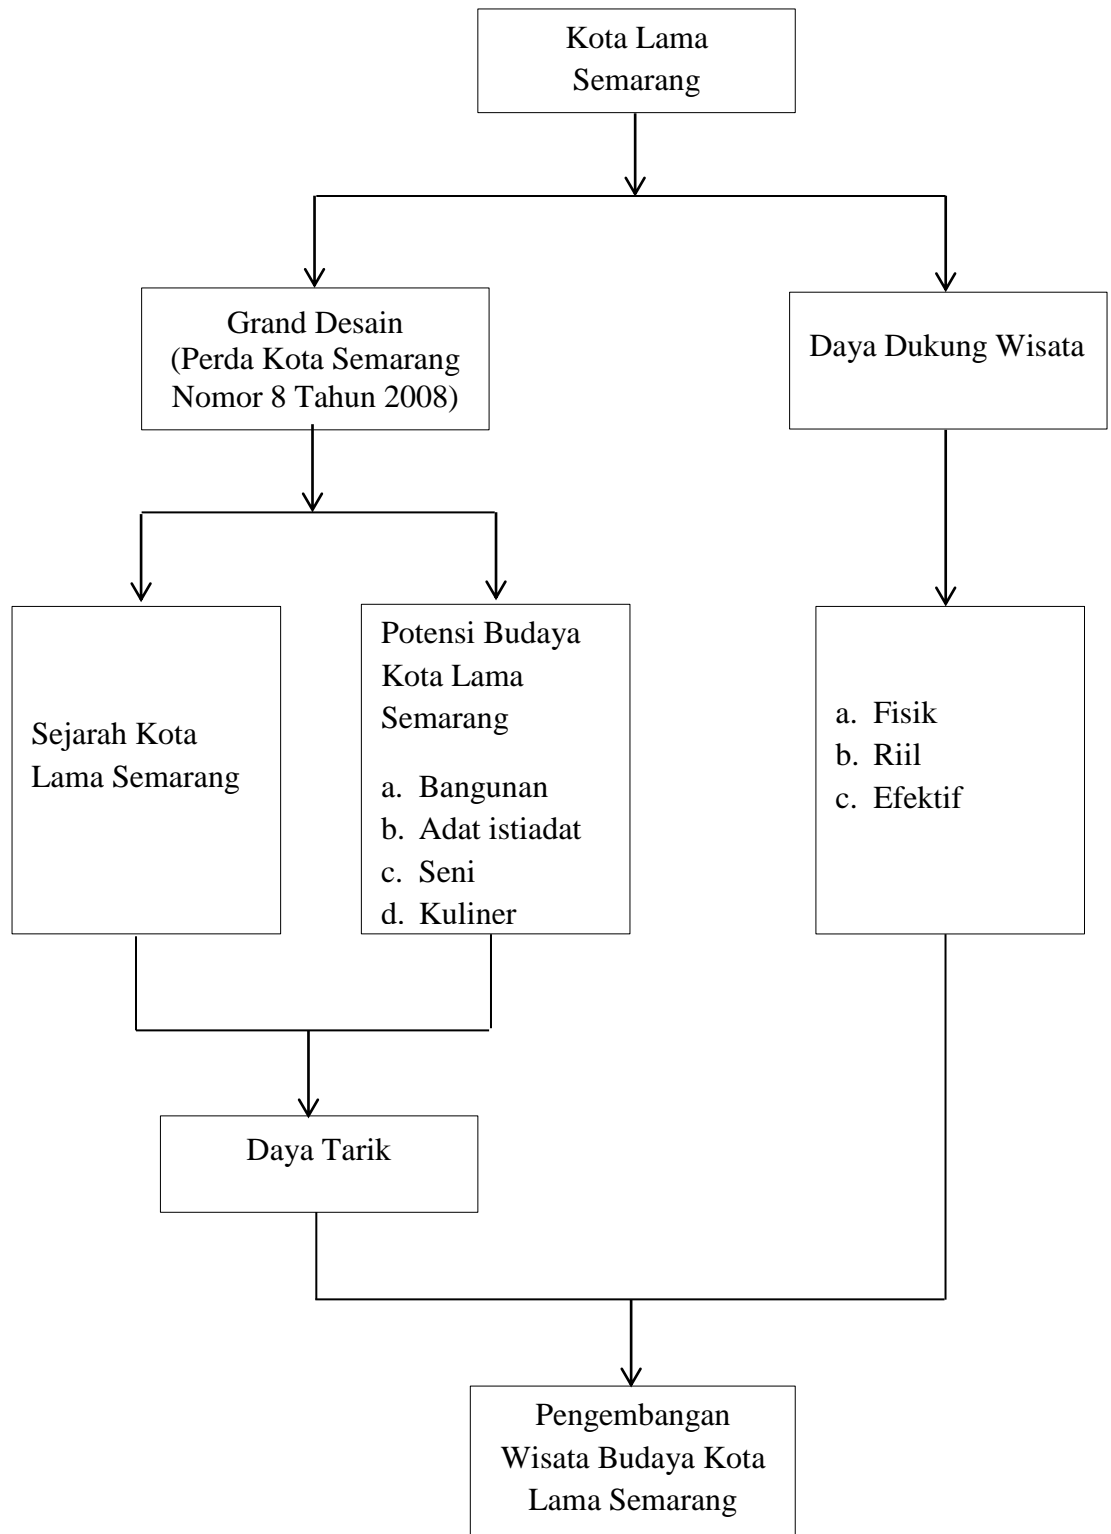 Kota Lama
Semarang
Grand Desain
(Perda Kota Semarang
Nomor 8 Tahun 2008)
Daya Dukung Wisata
Sejarah Kota
Lama Semarang
Potensi Budaya
Kota Lama
Semarang
a. Bangunan
b. Adat istiadat
c. Seni
d. Kuliner
a. Fisik
b. Riil
c. Efektif
Daya Tarik
Pengembangan
Wisata Budaya Kota
Lama Semarang